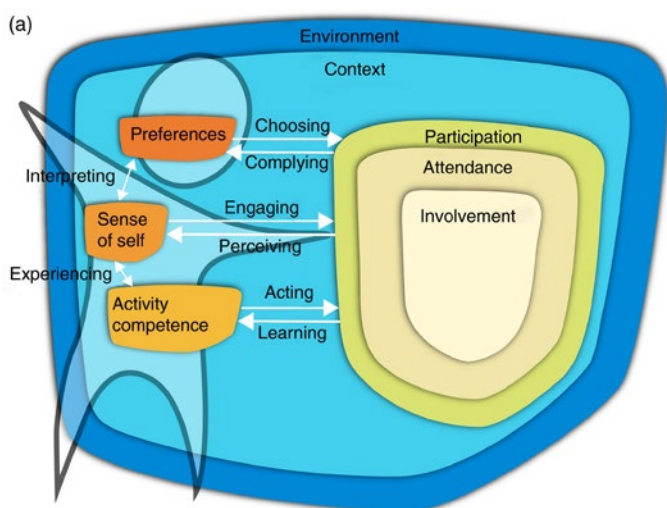 (a)
Environment
Context
Preferences
Choosing
Complying
Participation
Attendance
Involvement
Interpreting
Sense
of self
Engaging
Perceiving
Experiencing
Activity
competence
Acting
Learning